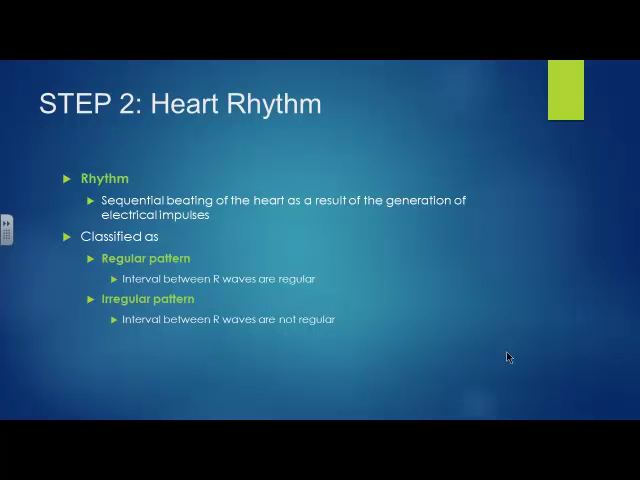 STEP 2: Heart Rhythm
Rhythm
Sequential beating of the heart as a result of the generation of
electrical impulses
Classified as
Regular pattern
Interval between R waves are regular
Irregular pattern
Interval between R waves are not regular